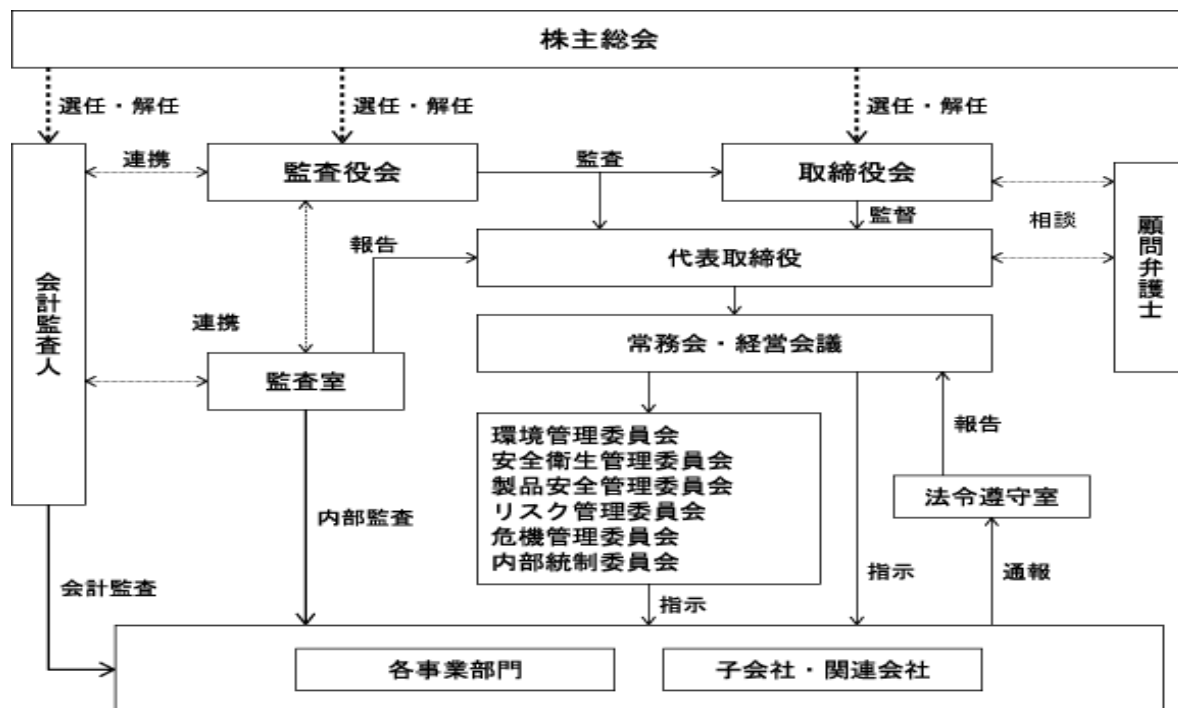 株主総会
選任・解任
選任・解任
選任・解任
連携
監査役会
監査
取締役会
監督
相談
顧問弁護士
報告
代表取締役
会計監査人
連携
常務会・経営会議
監査室
報告
環境管理委員会
安全衛生管理委員会
製品安全管理委員会
リスク管理委員会
危機管理委員会
内部統制委員会
法令遵守室
内部監査
会計監査
指示
指示
通報
各事業部門
子会社・関連会社